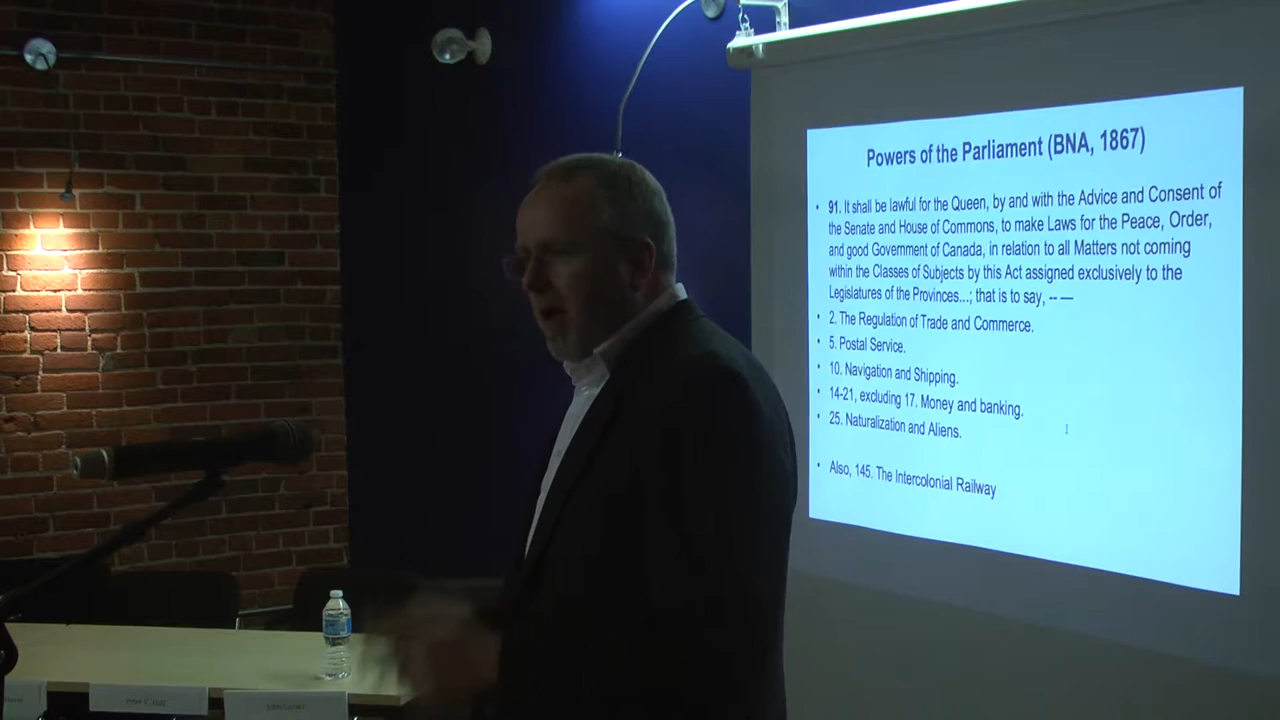 Powers of the Parliament (BNA, 1867)
• 91. It shall be lawful for the Queen, by and with the Advice and Consent of
the Senate and House of Commons, to make Laws for the Peace, Order,
and good Government of Canada, in relation to all Matters not coming
within the Classes of Subjects by this Act assigned exclusively to the
Legislatures of the Provinces...; that is to say, -- —
• 2. The Regulation of Trade and Commerce.
• 5. Postal Service.
• 10. Navigation and Shipping.
• 14-21, excluding 17. Money and banking.
• 25. Naturalization and Aliens.
• Also, 145. The Intercolonial Railway